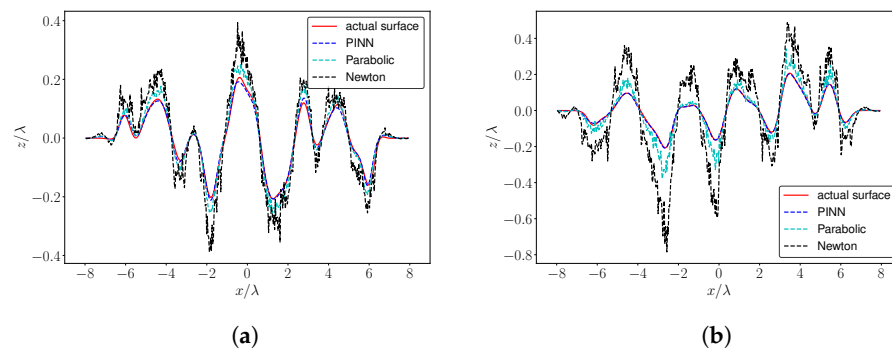 actual surface
PINN
Parabolic
Newton
0.4
0.2
0.0
−0.2
−0.4
z/λ
−8 −6 −4 −2 0 2 4 6 8
x/λ
(a)
0.4
0.2
0.0
−0.2
−0.4
−0.6
−0.8
z/λ
actual surface
PINN
Parabolic
Newton
−8 −6 −4 −2 0 2 4 6 8
x/λ
(b)